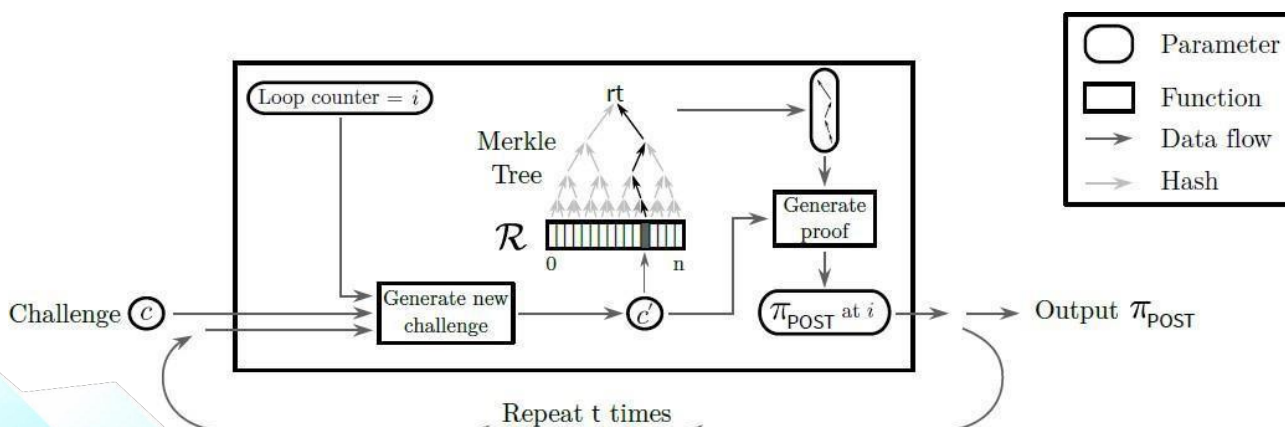 Parameter
Function
Data flow
Hash
Loop counter = i
rt
Merkle
Tree
Generate
proof
R
0
n
Generate new
challenge
Challenge c
c'
π_POST at i
Output π_POST
Repeat t times